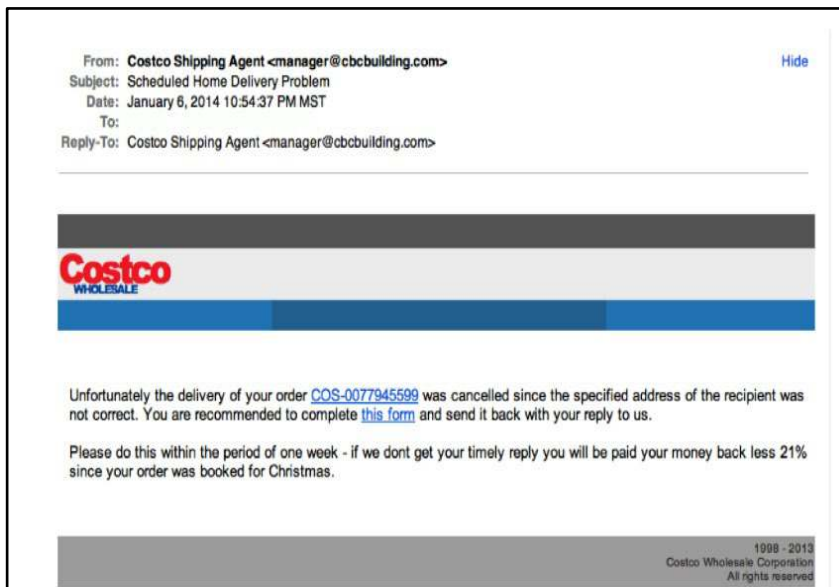 From: Costco Shipping Agent <manager@cbcbuilding.com>
Hide
Subject: Scheduled Home Delivery Problem
Date: January 6, 2014 10:54:37 PM MST
To:
Reply-To: Costco Shipping Agent <manager@cbcbuilding.com>
Costco
WHOLESALE
Unfortunately the delivery of your order COS-0077945599 was cancelled since the specified address of the recipient was
not correct. You are recommended to complete this form and send it back with your reply to us.
Please do this within the period of one week - if we dont get your timely reply you will be paid your money back less 21%
since your order was booked for Christmas.
1998 - 2013
Costco Wholesale Corporation
All rights reserved